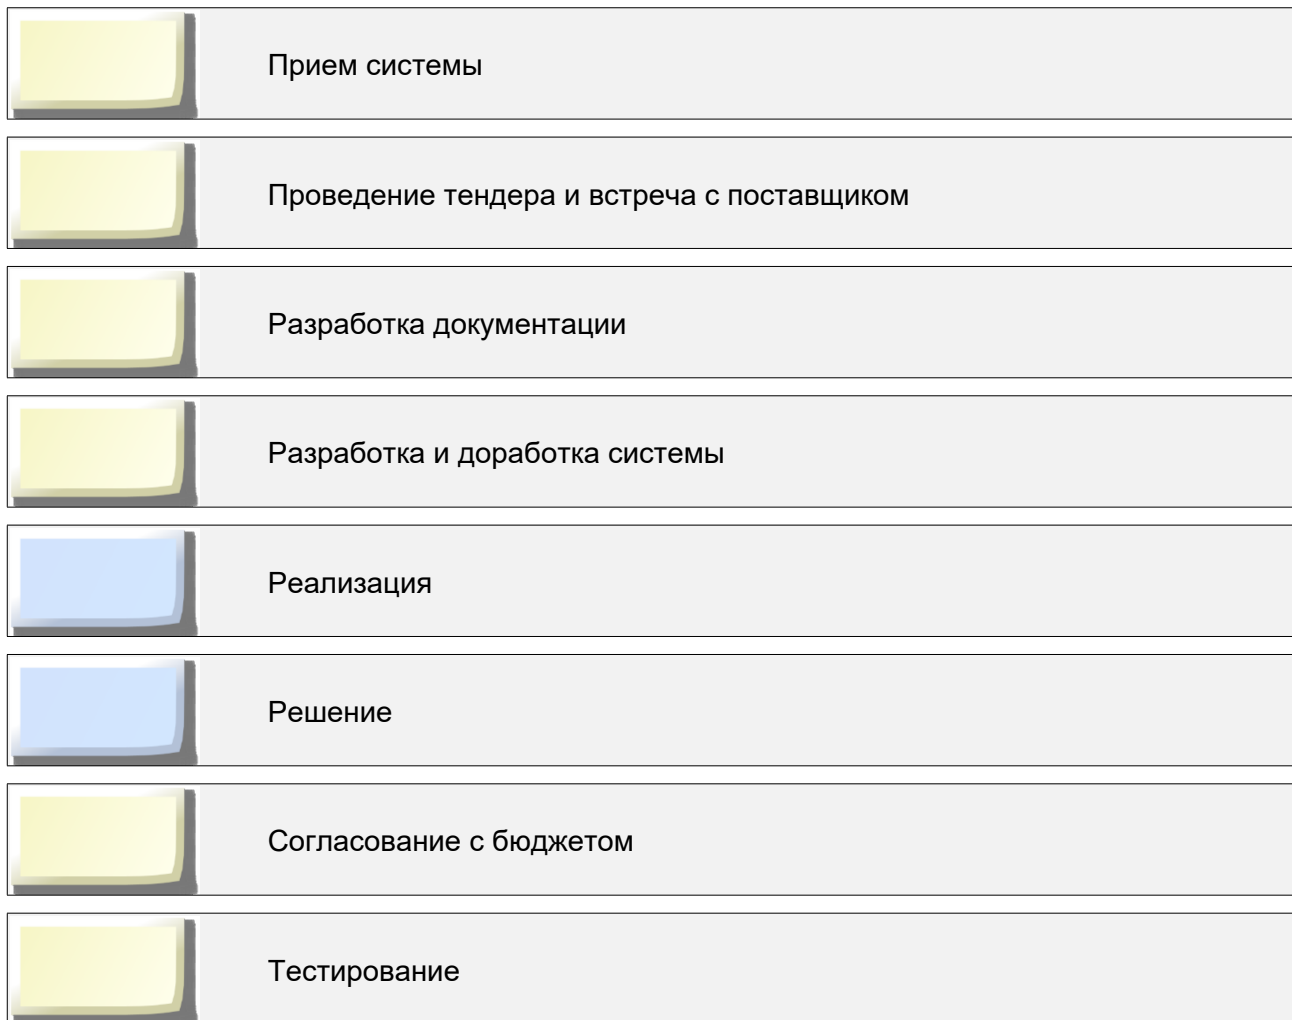 Прием системы
Проведение тендера и встреча с поставщиком
Разработка документации
Разработка и доработка системы
Реализация
Решение
Согласование с бюджетом
Тестирование